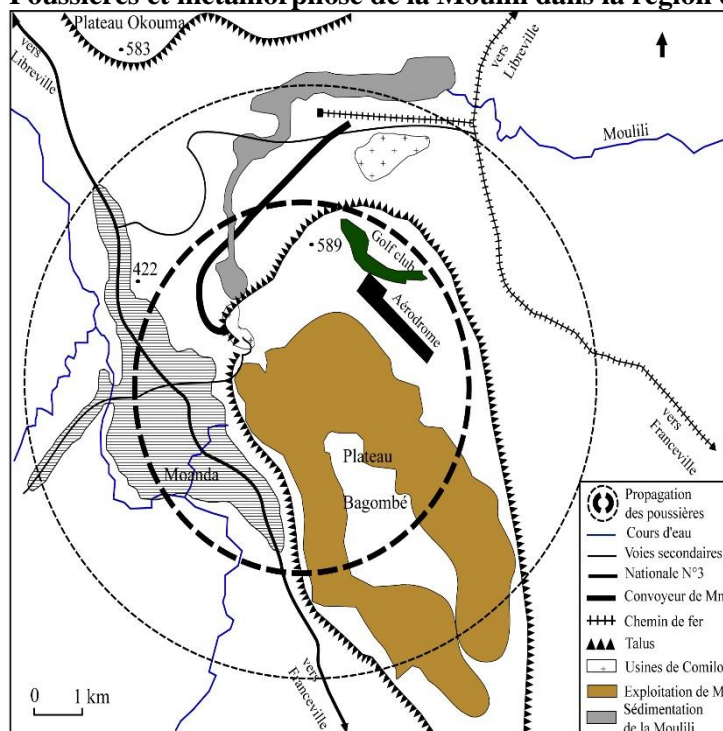 Poussières et métamorphose de la Moulili dans la région
Plateau Okouma
583
vers
Libreville
vers
Libreville
Moulili
Golf club
589
422
Aérodrome
Plateau
Bagombé
Moanda
vers
Franceville
vers
Franceville
0 1 km
Propagation
des poussières
Cours d'eau
Voies secondaires
Nationale N°3
Convoyeur de Mn
Chemin de fer
Talus
Usines de Comilo
Exploitation de M
Sédimentation
de la Moulili